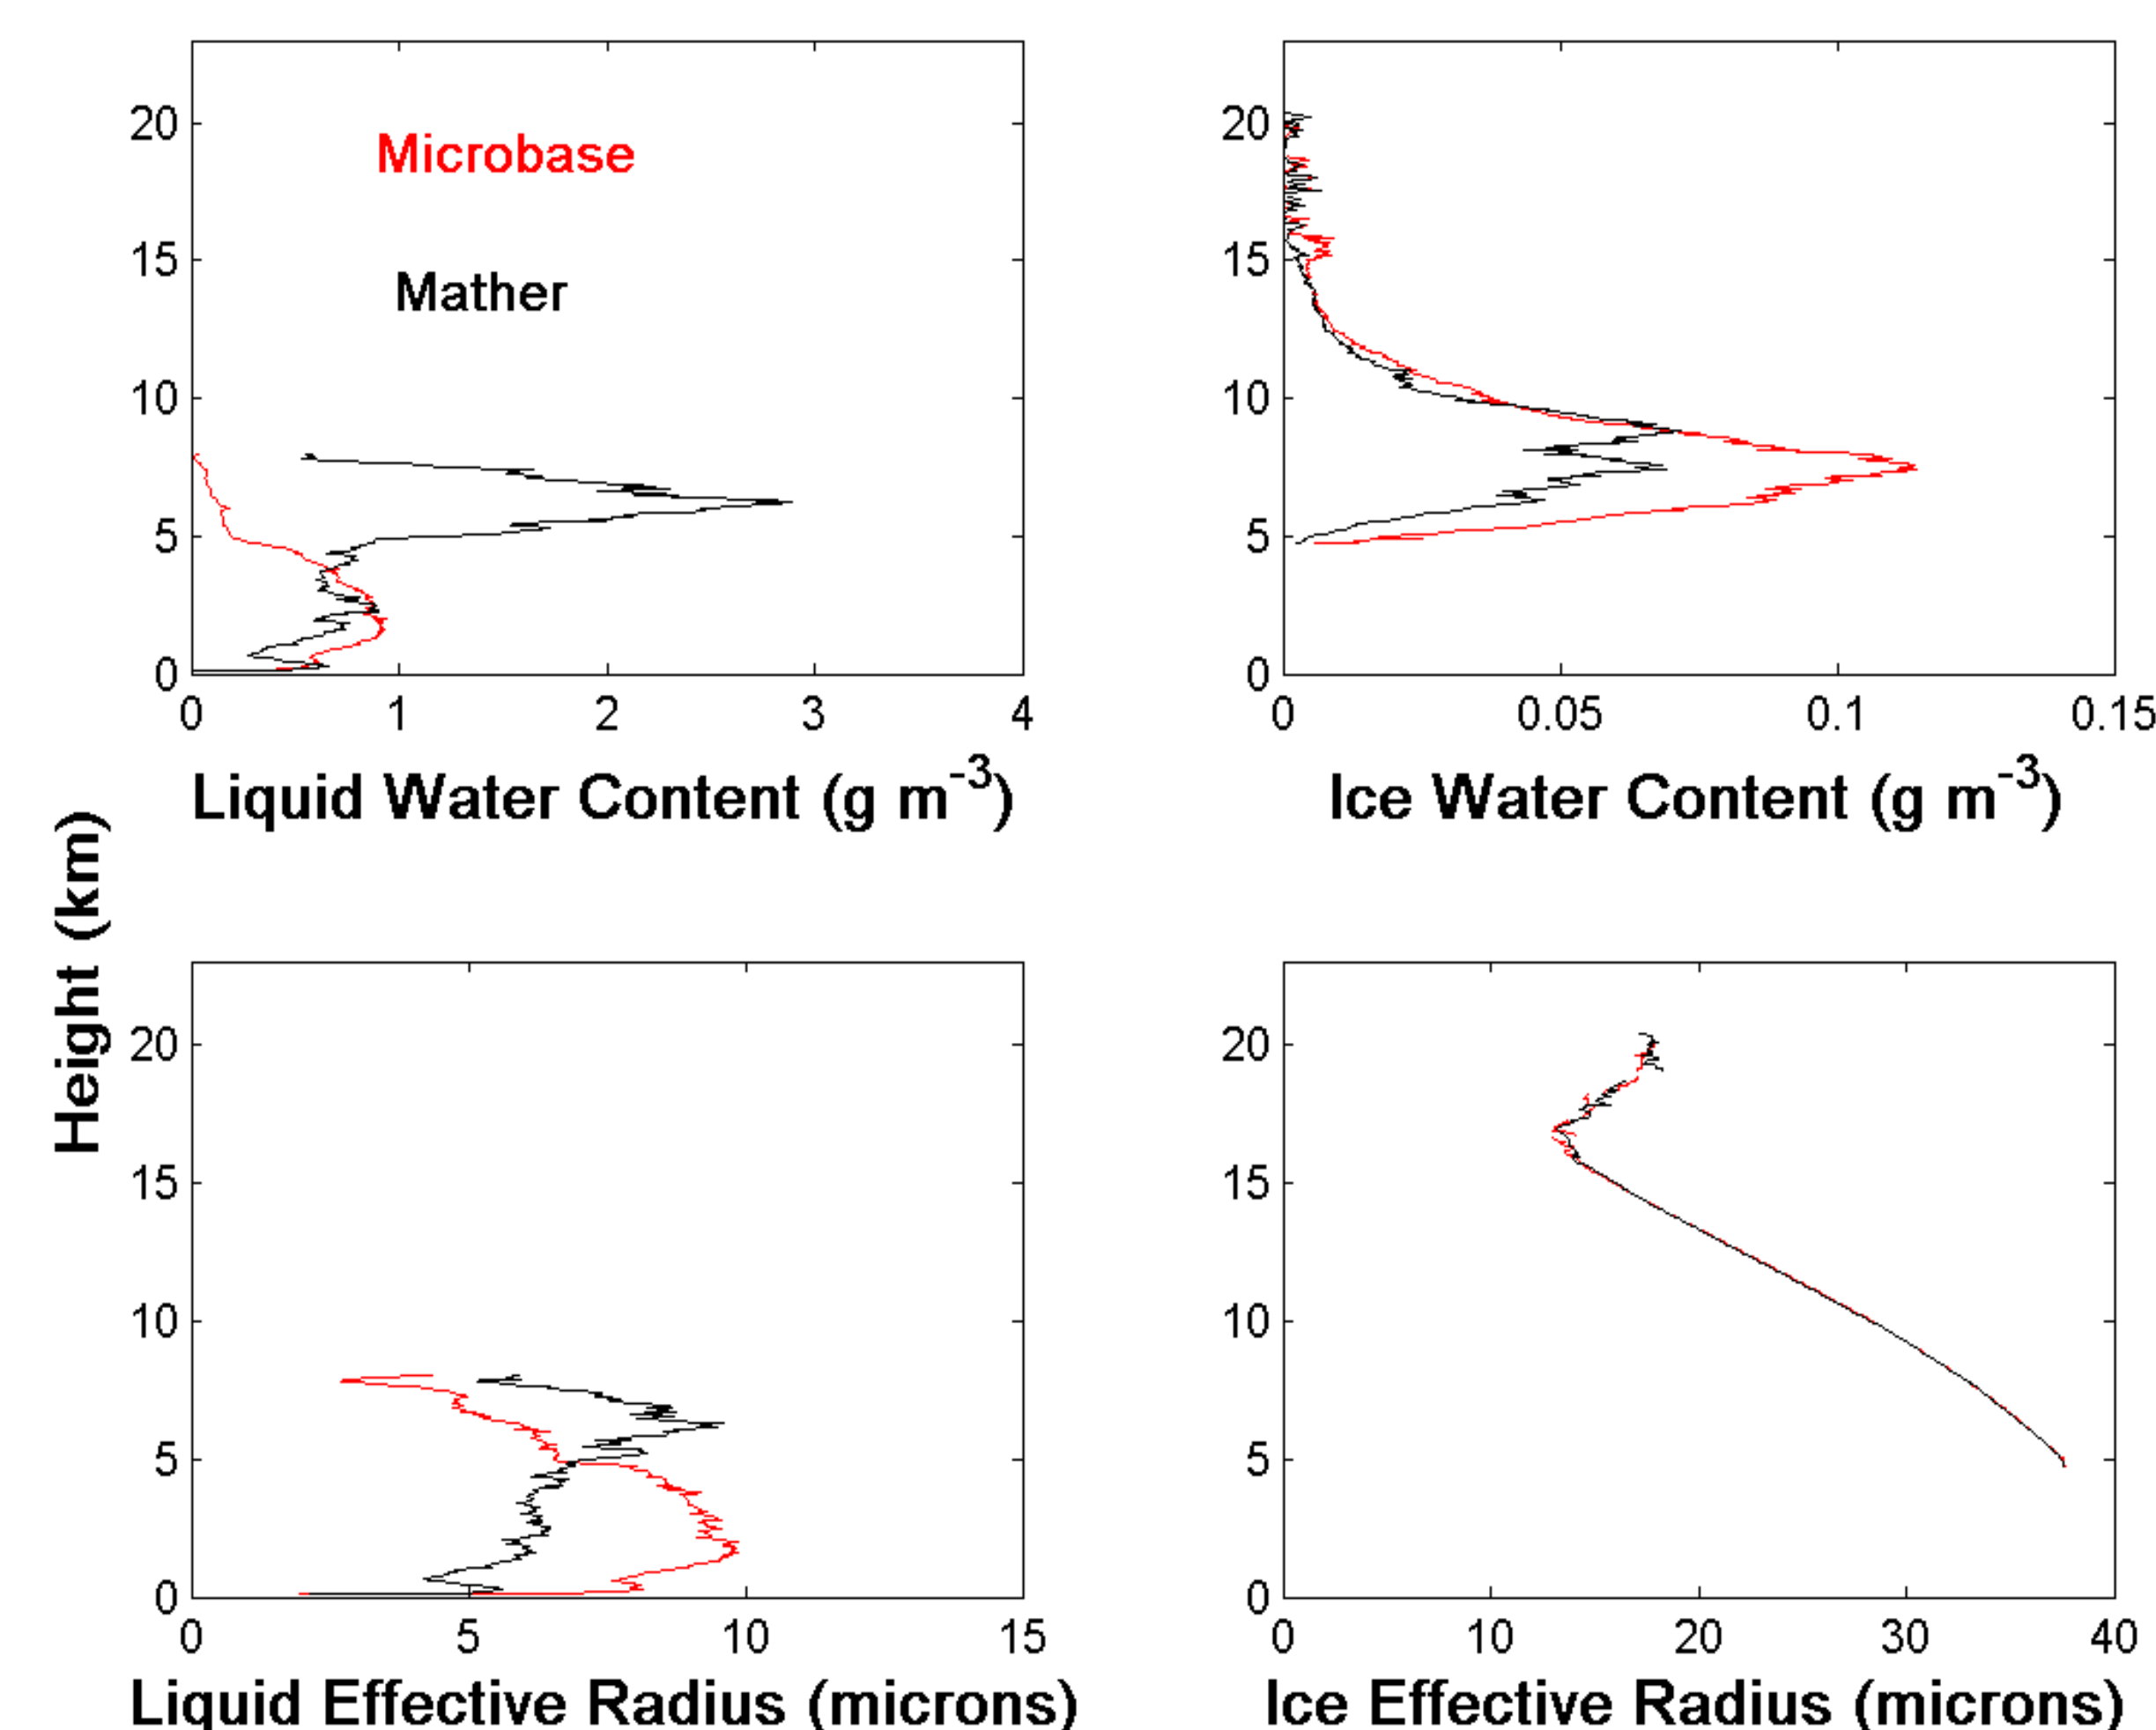 20
15
10
5
0
Microbase
Mather
0 1 2 3 4
Liquid Water Content (g m⁻³)
20
15
10
5
0
0 0.05 0.1 0.15
Ice Water Content (g m⁻³)
Height (km)
20
15
10
5
0
0 5 10 15
Liquid Effective Radius (microns)
20
15
10
5
0
0 10 20 30 40
Ice Effective Radius (microns)